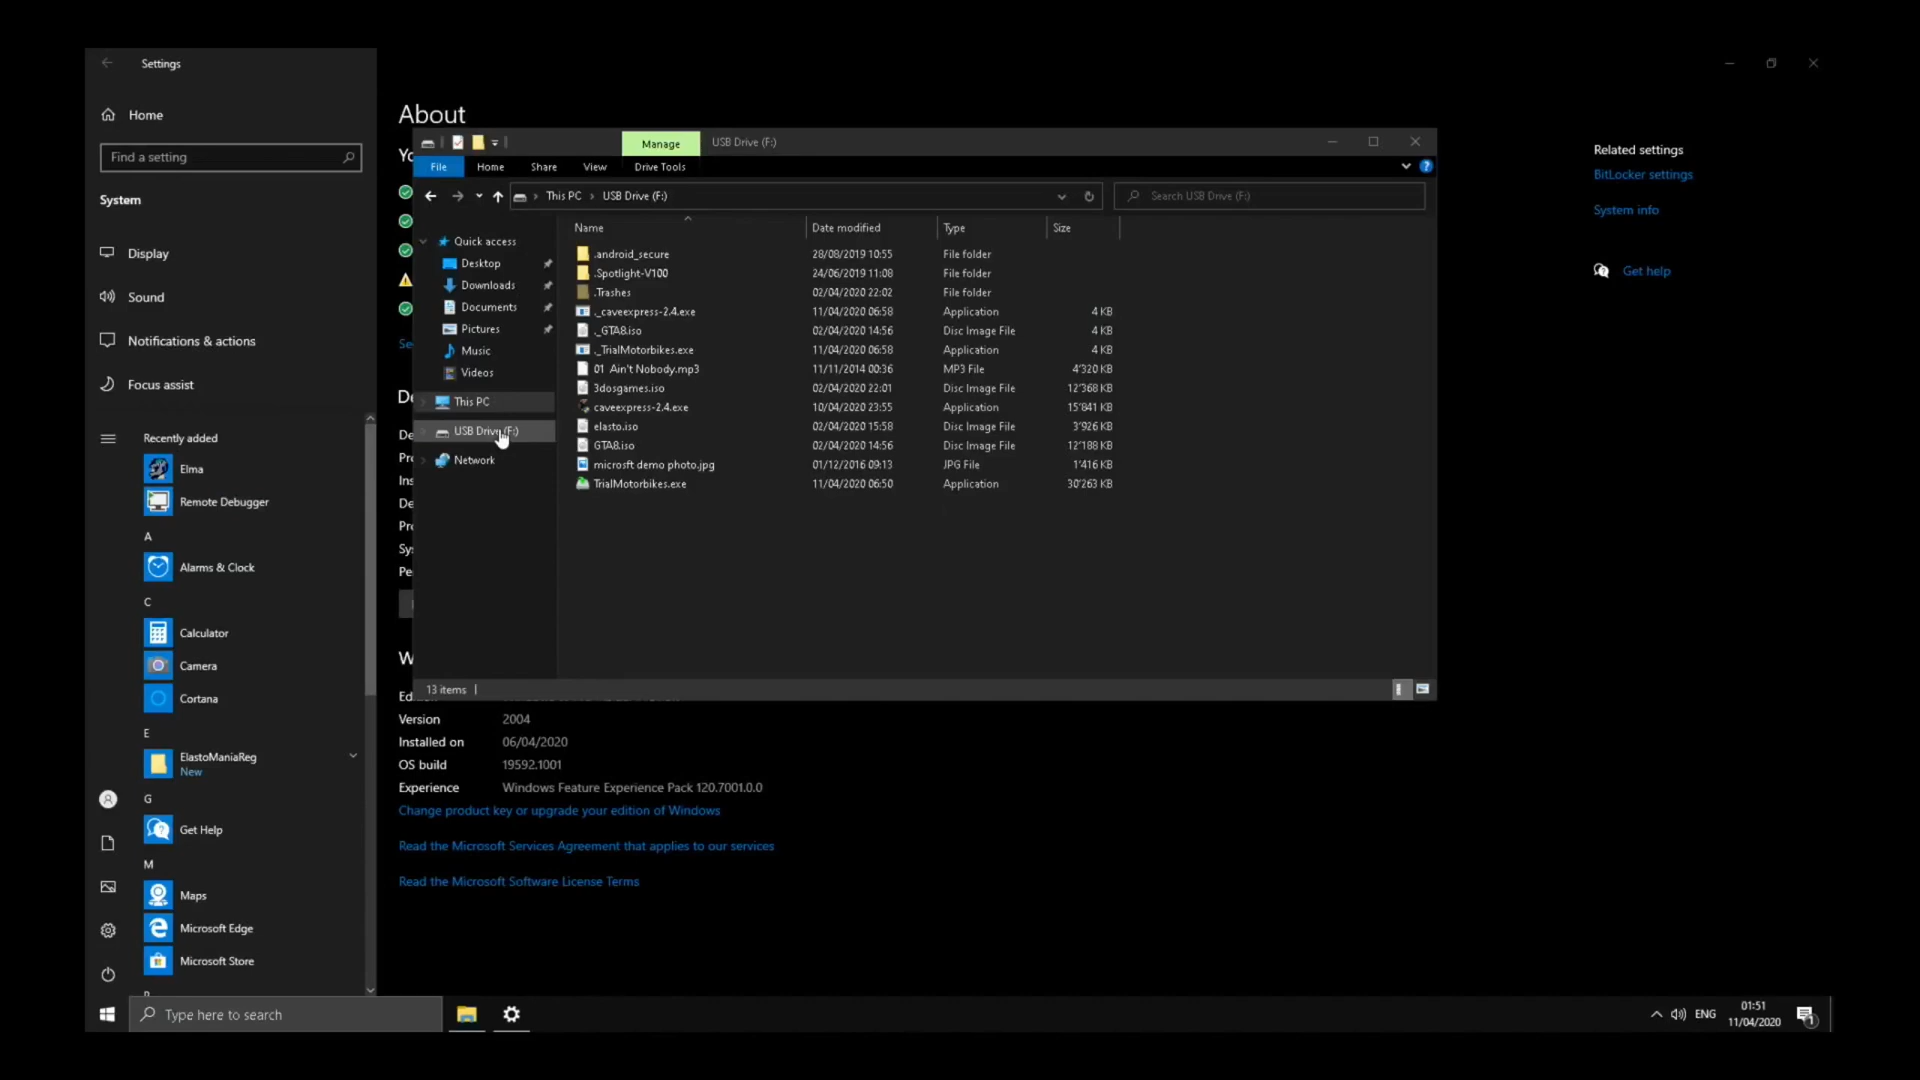 Settings
Home
Find a setting
System
Display
Sound
Notifications & actions
Focus assist
Recently added
Elma
Remote Debugger
A
Alarms & Clock
C
Calculator
Camera
Cortana
E
ElastoManiaReg
New
G
Get Help
M
Maps
Microsoft Edge
Microsoft Store
Type here to search
About
Manage
USB Drive (F:)
File
Home
Share
View
Drive Tools
This PC
USB Drive (F:)
Search USB Drive (F:)
Name
Date modified
Type
Size
Quick access
Desktop
Downloads
Documents
Pictures
Music
Videos
This PC
USB Drive (F:)
Network
.android_secure 28/08/2019 10:55 File folder
.Spotlight-V100 24/06/2019 11:08 File folder
.Trashes 02/04/2020 22:02 File folder
._caveexpress-2.4.exe 11/04/2020 06:58 Application 4 KB
._GTA8.iso 02/04/2020 14:56 Disc Image File 4 KB
._TrialMotorbikes.exe 11/04/2020 06:58 Application 4 KB
01 Ain't Nobody.mp3 11/11/2014 00:36 MP3 File 4'320 KB
3dosgames.iso 02/04/2020 22:01 Disc Image File 12'368 KB
caveexpress-2.4.exe 10/04/2020 23:55 Application 15'841 KB
elasto.iso 02/04/2020 15:58 Disc Image File 3'926 KB
GTA8.iso 02/04/2020 14:56 Disc Image File 12'188 KB
microsft demo photo.jpg 01/12/2016 09:13 JPG File 1'416 KB
TrialMotorbikes.exe 11/04/2020 06:50 Application 30'263 KB
13 items
Version 2004
Installed on 06/04/2020
OS build 19592.1001
Experience Windows Feature Experience Pack 120.7001.0.0
Change product key or upgrade your edition of Windows
Read the Microsoft Services Agreement that applies to our services
Read the Microsoft Software License Terms
Related settings
BitLocker settings
System info
Get help
ENG
01:51
11/04/2020
1